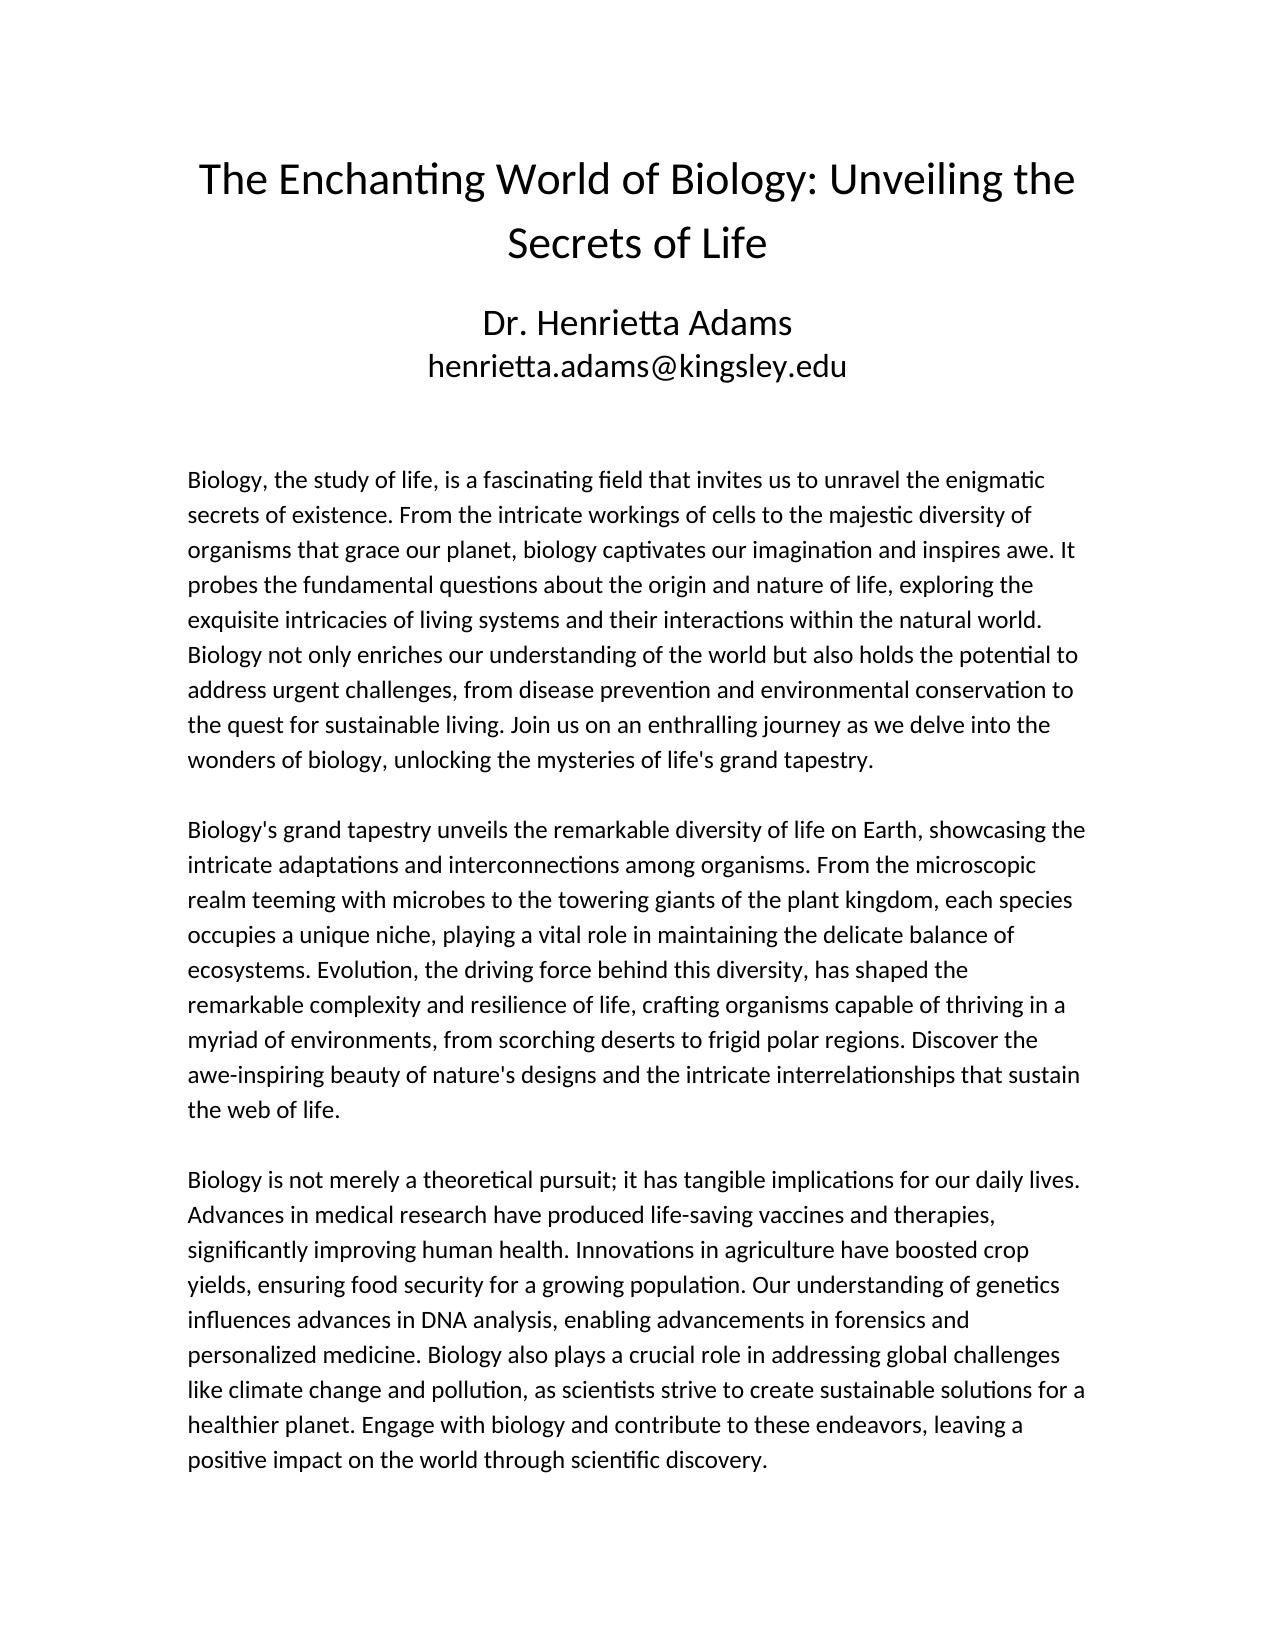 The Enchanting World of Biology: Unveiling the
Secrets of Life
Dr. Henrietta Adams
henrietta.adams@kingsley.edu
Biology, the study of life, is a fascinating field that invites us to unravel the enigmatic
secrets of existence. From the intricate workings of cells to the majestic diversity of
organisms that grace our planet, biology captivates our imagination and inspires awe. It
probes the fundamental questions about the origin and nature of life, exploring the
exquisite intricacies of living systems and their interactions within the natural world.
Biology not only enriches our understanding of the world but also holds the potential to
address urgent challenges, from disease prevention and environmental conservation to
the quest for sustainable living. Join us on an enthralling journey as we delve into the
wonders of biology, unlocking the mysteries of life's grand tapestry.
Biology's grand tapestry unveils the remarkable diversity of life on Earth, showcasing the
intricate adaptations and interconnections among organisms. From the microscopic
realm teeming with microbes to the towering giants of the plant kingdom, each species
occupies a unique niche, playing a vital role in maintaining the delicate balance of
ecosystems. Evolution, the driving force behind this diversity, has shaped the
remarkable complexity and resilience of life, crafting organisms capable of thriving in a
myriad of environments, from scorching deserts to frigid polar regions. Discover the
awe-inspiring beauty of nature's designs and the intricate interrelationships that sustain
the web of life.
Biology is not merely a theoretical pursuit; it has tangible implications for our daily lives.
Advances in medical research have produced life-saving vaccines and therapies,
significantly improving human health. Innovations in agriculture have boosted crop
yields, ensuring food security for a growing population. Our understanding of genetics
influences advances in DNA analysis, enabling advancements in forensics and
personalized medicine. Biology also plays a crucial role in addressing global challenges
like climate change and pollution, as scientists strive to create sustainable solutions for a
healthier planet. Engage with biology and contribute to these endeavors, leaving a
positive impact on the world through scientific discovery.